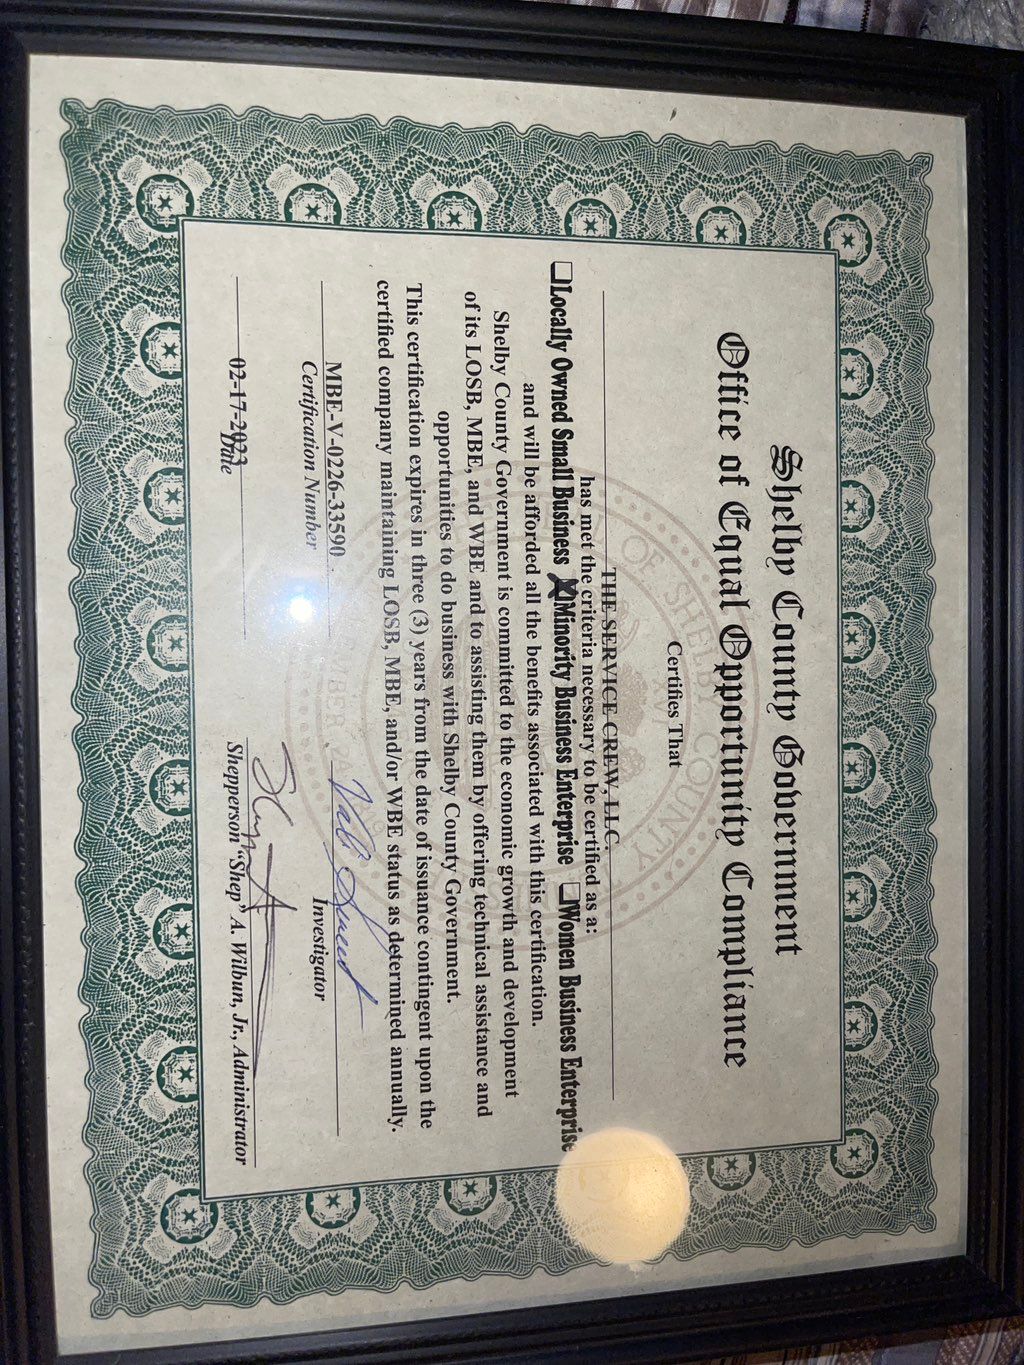 Shelby County Government
Office of Equal Opportunity Compliance
Certifies That
THE SERVICE CREW, LLC
has met the criteria necessary to be certified as a:
☐Locally Owned Small Business ☒Minority Business Enterprise ☐Women Business Enterprise
and will be afforded all the benefits associated with this certification.
Shelby County Government is committed to the economic growth and development
of its LOSB, MBE, and WBE and to assisting them by offering technical assistance and
opportunities to do business with Shelby County Government.
This certification expires in three (3) years from the date of issuance contingent upon the
certified company maintaining LOSB, MBE, and/or WBE status as determined annually.
MBE-V-0226-33590
Certification Number
Investigator
02-17-2023
Date
Shepperson "Shep" A. Wilbun, Jr., Administrator
OF SHELBY COUNTY
XVI